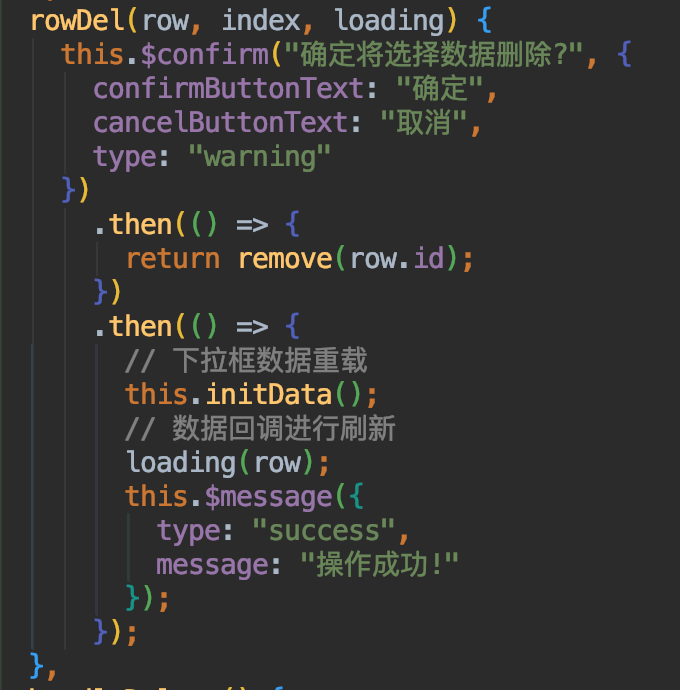 rowDel(row, index, loading) {
this.$confirm("确定将选择数据删除?", {
confirmButtonText: "确定",
cancelButtonText: "取消",
type: "warning"
})
.then(() => {
return remove(row.id);
})
.then(() => {
// 下拉框数据重载
this.initData();
// 数据回调进行刷新
loading(row);
this.$message({
type: "success",
message: "操作成功!"
});
});
},